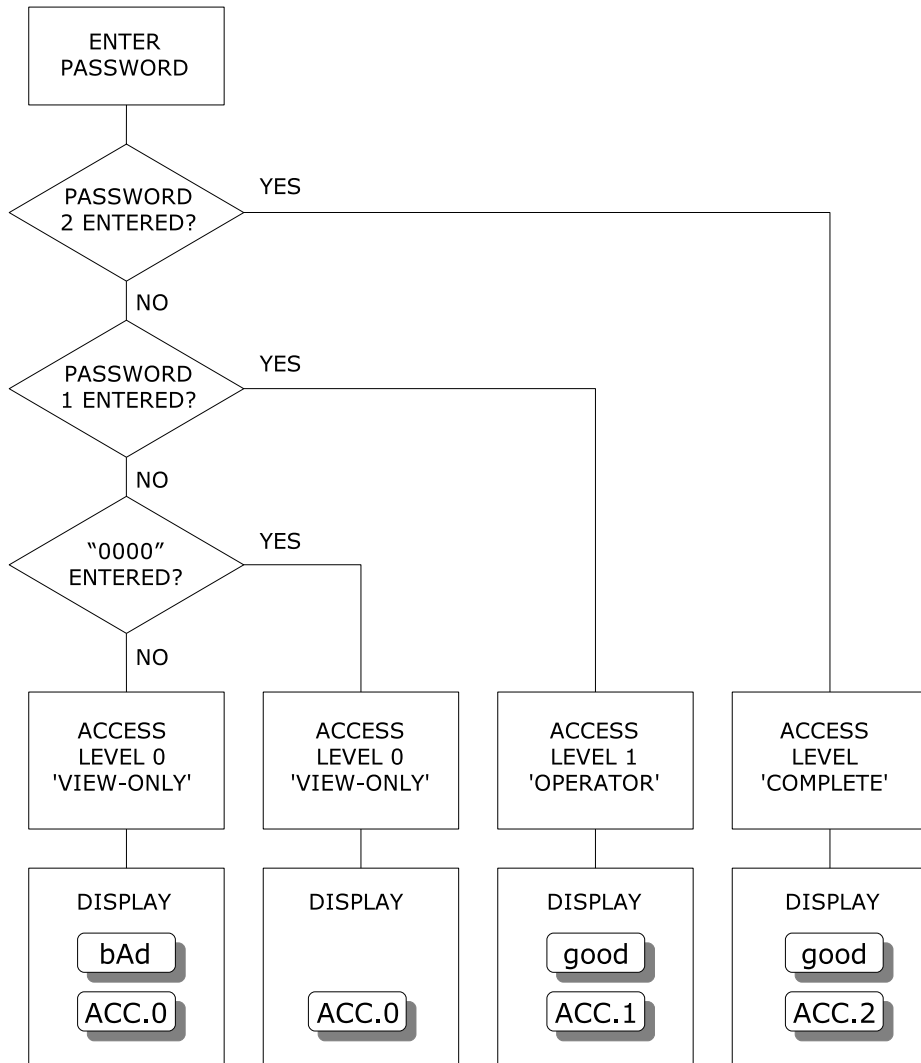 ENTER
PASSWORD
PASSWORD
2 ENTERED?
YES
NO
PASSWORD
1 ENTERED?
YES
NO
“0000”
ENTERED?
YES
NO
ACCESS
LEVEL 0
'VIEW-ONLY'
ACCESS
LEVEL 0
'VIEW-ONLY'
ACCESS
LEVEL 1
'OPERATOR'
ACCESS
LEVEL
'COMPLETE'
DISPLAY
bAd
ACC.0
DISPLAY
ACC.0
DISPLAY
good
ACC.1
DISPLAY
good
ACC.2